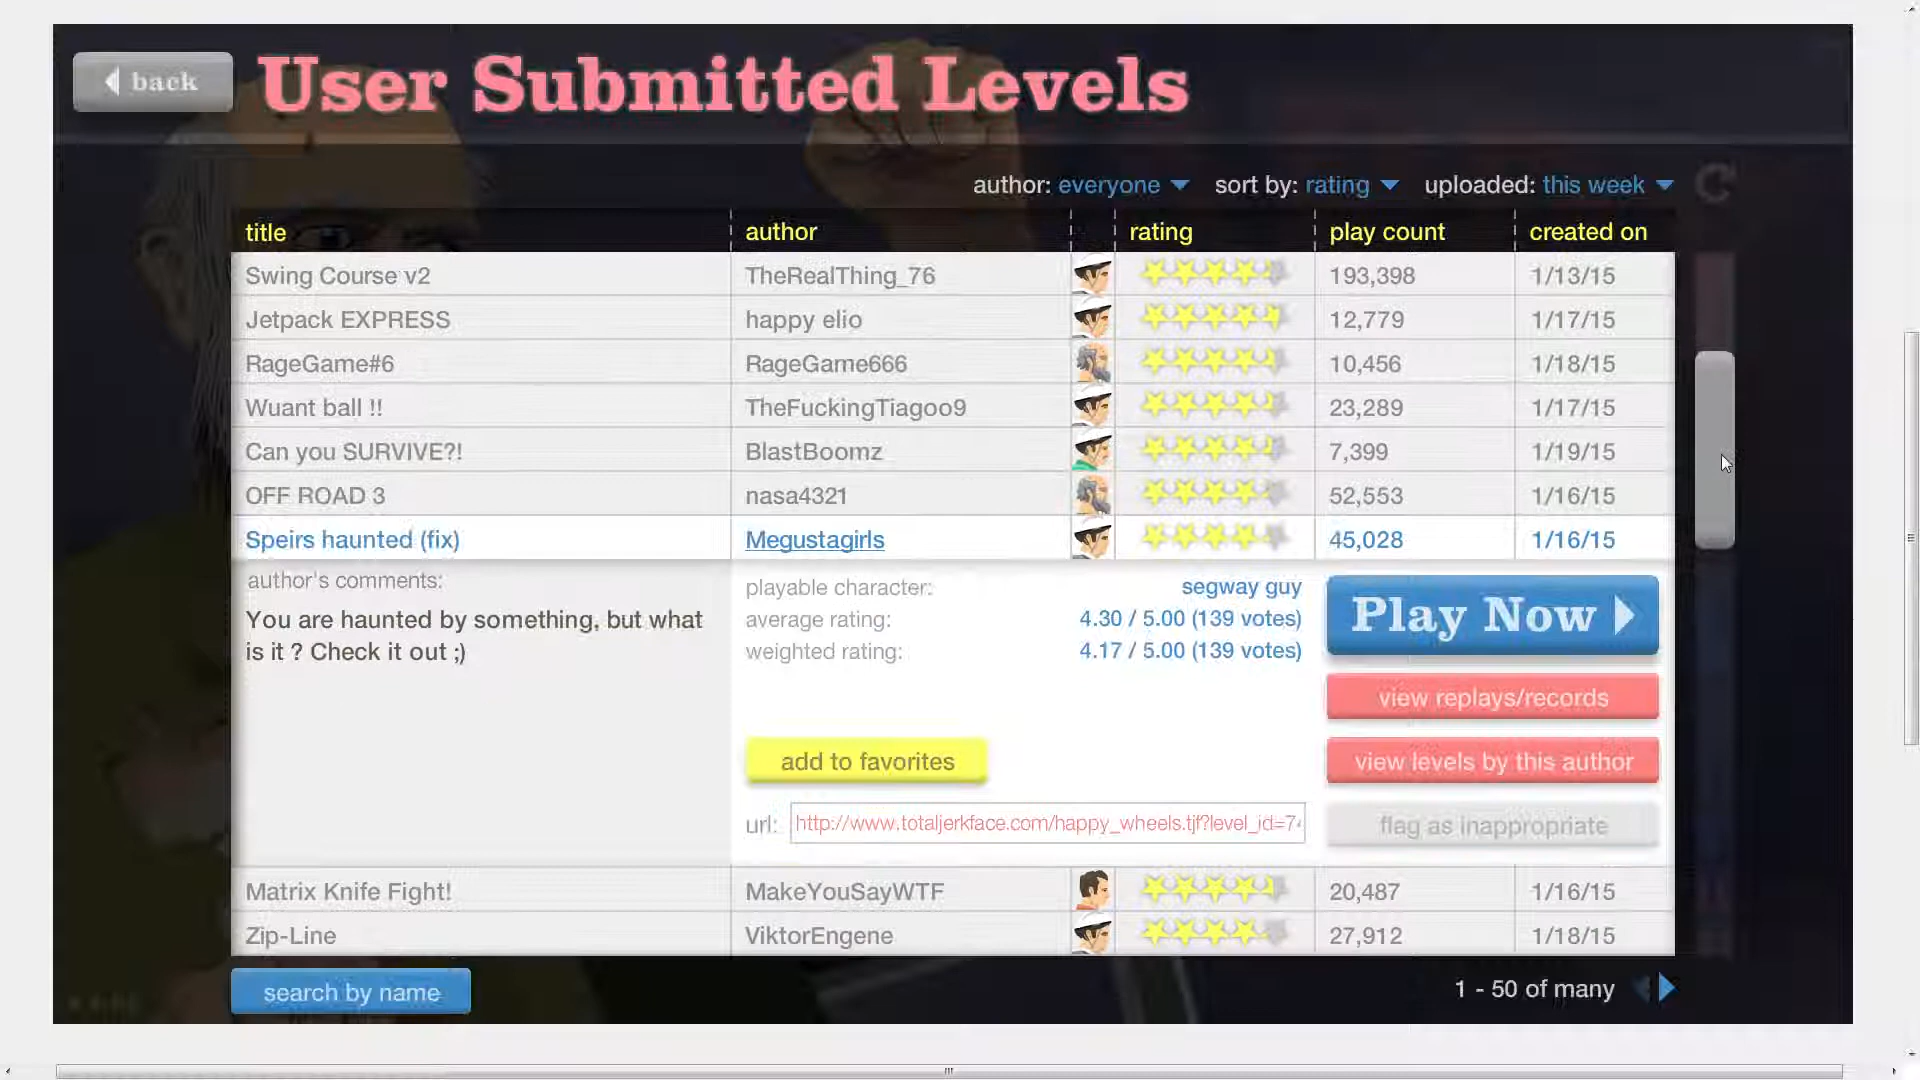 back
User Submitted Levels
author: everyone sort by: rating uploaded: this week
title author rating play count created on
Swing Course v2 TheRealThing_76 193,398 1/13/15
Jetpack EXPRESS happy elio 12,779 1/17/15
RageGame#6 RageGame666 10,456 1/18/15
Wuant ball !! TheFuckingTiagoo9 23,289 1/17/15
Can you SURVIVE?! BlastBoomz 7,399 1/19/15
OFF ROAD 3 nasa4321 52,553 1/16/15
Speirs haunted (fix) Megustagirls 45,028 1/16/15
author's comments:
You are haunted by something, but what
is it ? Check it out ;)
playable character: segway guy
average rating: 4.30 / 5.00 (139 votes)
weighted rating: 4.17 / 5.00 (139 votes)
add to favorites
url: http://www.totaljerkface.com/happy_wheels.tjf?level_id=7
Play Now
view replays/records
view levels by this author
flag as inappropriate
Matrix Knife Fight! MakeYouSayWTF 20,487 1/16/15
Zip-Line ViktorEngene 27,912 1/18/15
search by name
1 - 50 of many